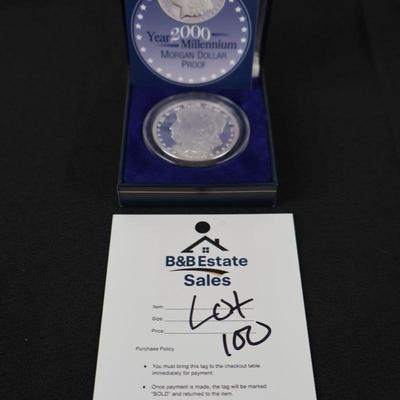 Year 2000
Millennium
MORGAN DOLLAR
PROOF
B&B Estate
Sales
Item:
Size:
Price:
Lot
100
Purchase Policy
• You must bring this tag to the checkout table
immediately for payment.
• Once payment is made, the tag will be marked
"SOLD" and returned to the item.